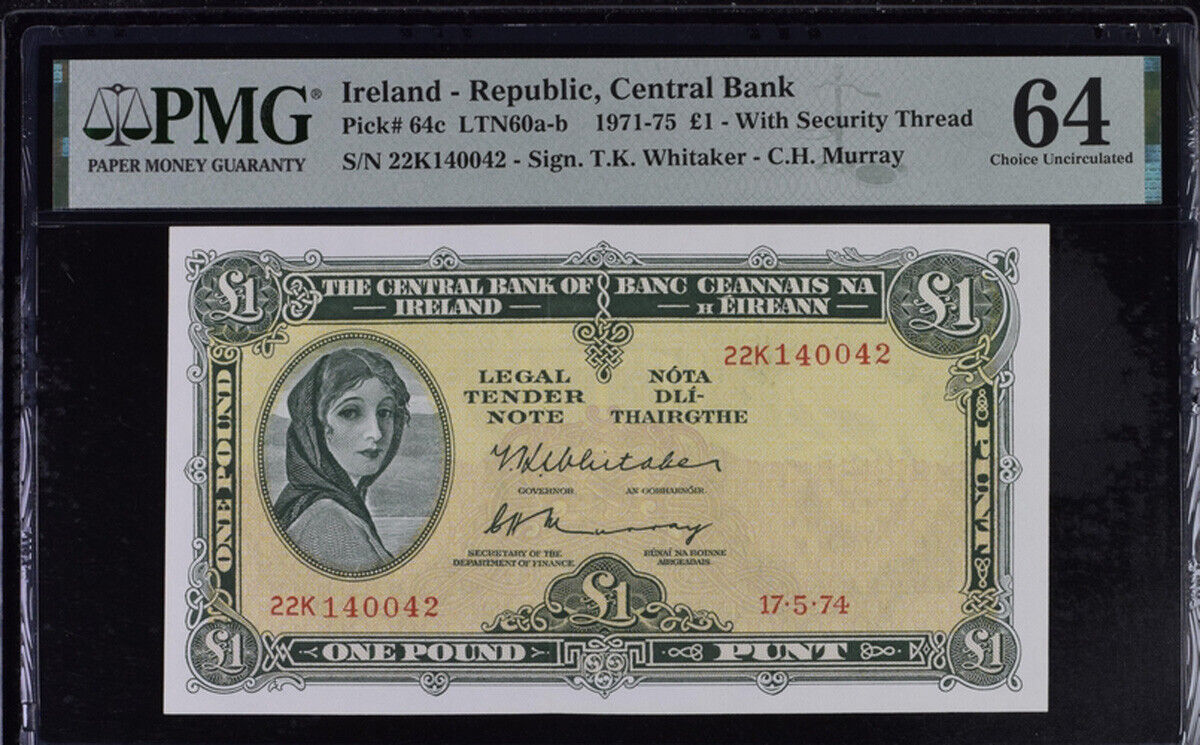 PMG®
PAPER MONEY GUARANTY
Ireland - Republic, Central Bank
Pick# 64c LTN60a-b 1971-75 £1 - With Security Thread
S/N 22K140042 - Sign. T.K. Whitaker - C.H. Murray
64
Choice Uncirculated
£1
THE CENTRAL BANK OF
IRELAND
BANC CEANNAIS NA
H ÉIREANN
£1
22K140042
LEGAL
TENDER
NOTE
NÓTA
DLÍ-
THAIRGTHE
T K Whitaker
GOVERNOR. AN GOBHARNÓIR.
C H Murray
SECRETARY OF THE
DEPARTMENT OF FINANCE.
RÚNAÍ NA ROINNE
AIRGEADAIS
ONE POUND
PUNT
22K140042
£1
17·5·74
£1
ONE POUND
PUNT
£1